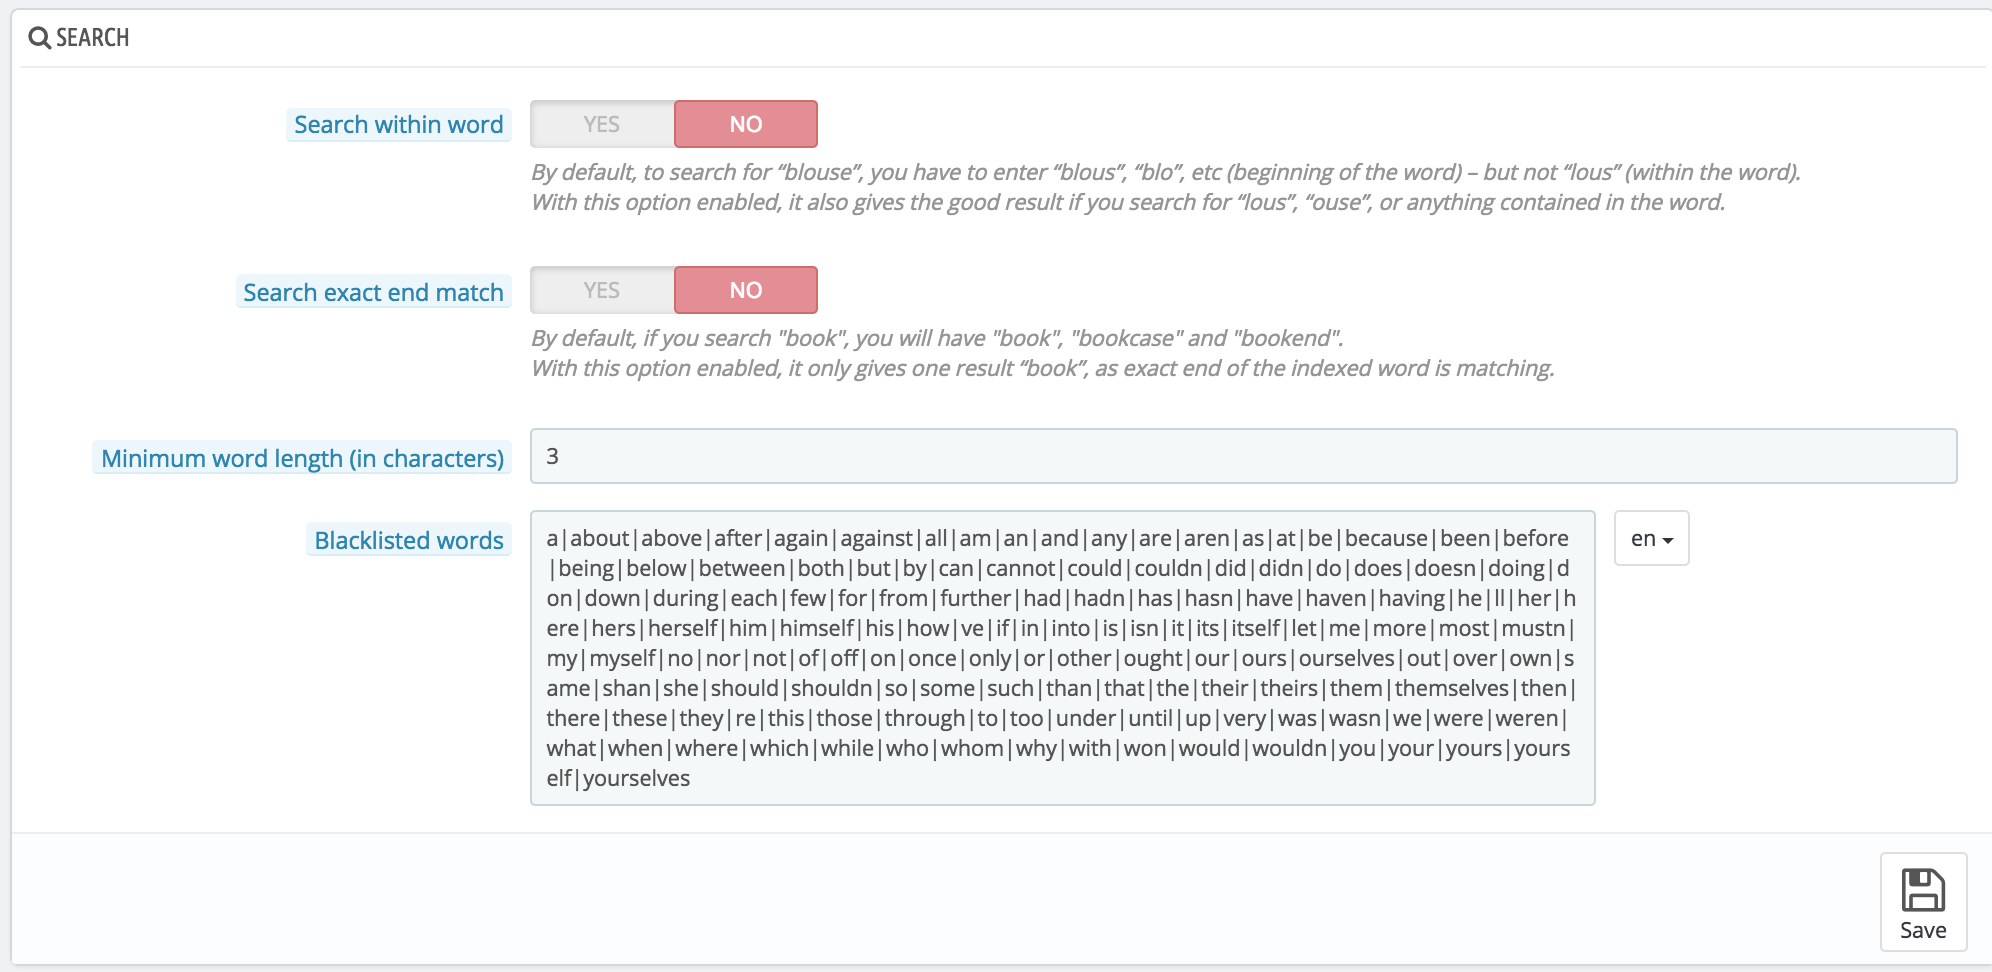 SEARCH
Search within word
YES
NO
By default, to search for “blouse”, you have to enter “blous”, “blo”, etc (beginning of the word) – but not “lous” (within the word).
With this option enabled, it also gives the good result if you search for “lous”, “ouse”, or anything contained in the word.
Search exact end match
YES
NO
By default, if you search "book", you will have "book", "bookcase" and "bookend".
With this option enabled, it only gives one result “book”, as exact end of the indexed word is matching.
Minimum word length (in characters)
3
Blacklisted words
a|about|above|after|again|against|all|am|an|and|any|are|aren|as|at|be|because|been|before
|being|below|between|both|but|by|can|cannot|could|couldn|did|didn|do|does|doesn|doing|d
on|down|during|each|few|for|from|further|had|hadn|has|hasn|have|haven|having|he|ll|her|h
ere|hers|herself|him|himself|his|how|ve|if|in|into|is|isn|it|its|itself|let|me|more|most|mustn|
my|myself|no|nor|not|of|off|on|once|only|or|other|ought|our|ours|ourselves|out|over|own|s
ame|shan|she|should|shouldn|so|some|such|than|that|the|their|theirs|them|themselves|then|
there|these|they|re|this|those|through|to|too|under|until|up|very|was|wasn|we|were|weren|
what|when|where|which|while|who|whom|why|with|won|would|wouldn|you|your|yours|yours
elf|yourselves
en
Save